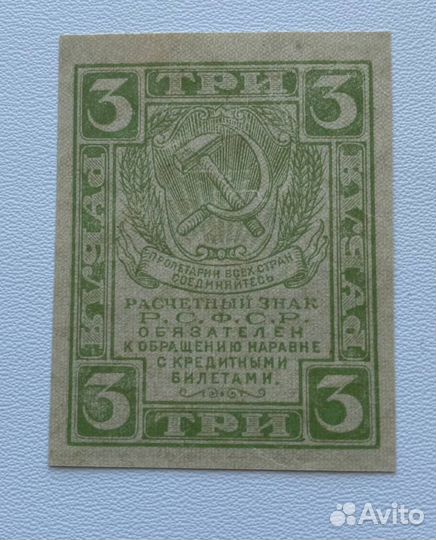 3 ТРИ 3
РУБЛЯ
РУБЛЯ
ПРОЛЕТАРИИ ВСЕХ СТРАН
СОЕДИНЯЙТЕСЬ
РАСЧЕТНЫЙ ЗНАК
Р.С.Ф.С.Р.
ОБЯЗАТЕЛЕН
К ОБРАЩЕНИЮ НАРАВНЕ
С КРЕДИТНЫМИ
БИЛЕТАМИ.
3 ТРИ 3
Avito